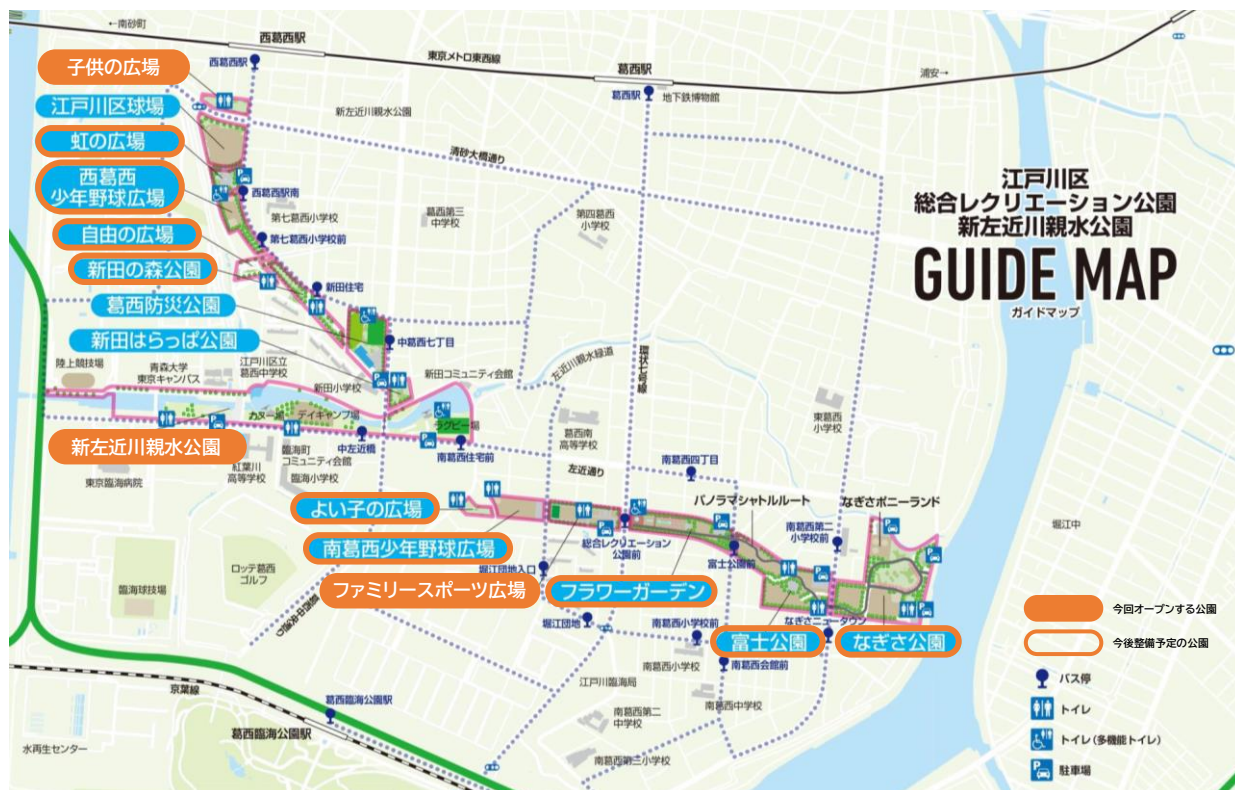 ←南砂町
西葛西駅
西葛西駅
東京メトロ東西線
葛西駅
葛西駅
地下鉄博物館
浦安→
子供の広場
江戸川区球場
虹の広場
西葛西
少年野球広場
自由の広場
新田の森公園
葛西防災公園
新田はらっぱ公園
新左近川親水公園
清砂大橋通り
西葛西駅南
第七葛西小学校
第七葛西小学校前
葛西第三
中学校
第四葛西
小学校
新田住宅
中葛西七丁目
江戸川区
総合レクリエーション公園
新左近川親水公園
GUIDE MAP
ガイドマップ
陸上競技場
青森大学
東京キャンパス
江戸川区立
葛西中学校
新田小学校
新田コミュニティ会館
左近川親水緑道
環状七号線
カヌー場
デイキャンプ場
ラグビー場
新左近川親水公園
紅葉川
高等学校
臨海町
コミュニティ会館
臨海小学校
中左近橋
南葛西住宅前
葛西南
高等学校
東葛西
小学校
左近通り
南葛西四丁目
東京臨海病院
よい子の広場
南葛西少年野球広場
ファミリースポーツ広場
フラワーガーデン
富士公園
なぎさ公園
パノラマシャトルルート
なぎさポニーランド
南葛西第二
小学校前
総合レクリエーション
公園前
富士公園前
堀江団地入口
堀江団地
なぎさニュータウン
南葛西小学校前
南葛西小学校
南葛西会館前
南葛西中学校
江戸川臨海局
南葛西第二
中学校
南葛西第三小学校
堀江中
臨海球技場
ロッテ葛西
ゴルフ
葛西中央通り
京葉線
葛西臨海公園駅
葛西臨海公園駅
水再生センター
今回オープンする公園
今後整備予定の公園
バス停
トイレ
トイレ(多機能トイレ)
駐車場